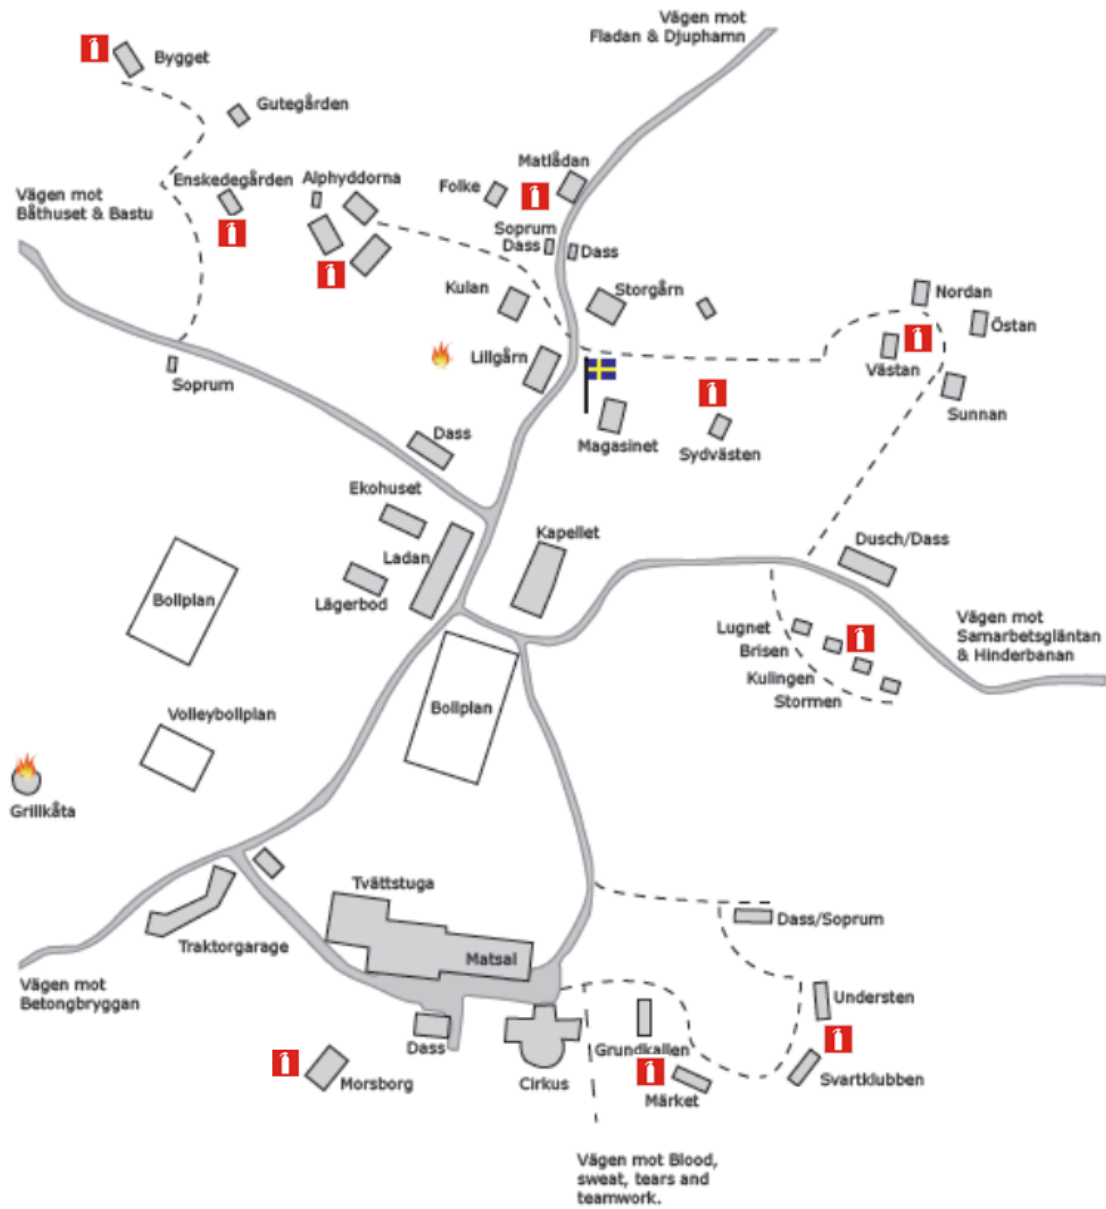 Vägen mot
Fladan & Djuphamn
Bygget
Gutegården
Matlådan
Enskedegården
Alphyddorna
Folke
Vägen mot
Båthuset & Bastu
Soprum
Dass
Dass
Kulan
Storgårn
Nordan
Östan
Lillgårn
Västan
Soprum
Sunnan
Dass
Magasinet
Sydvästen
Ekohuset
Kapellet
Dusch/Dass
Ladan
Bollplan
Lägerbod
Vägen mot
Samarbetsgläntan
& Hinderbanan
Lugnet
Brisen
Kulingen
Stormen
Bollplan
Volleybollplan
Grillkåta
Tvättstuga
Dass/Soprum
Traktorgarage
Matsal
Vägen mot
Betongbryggan
Understen
Dass
Grundkallen
Cirkus
Morsborg
Märket
Svartklubben
Vägen mot Blood,
sweat, tears and
teamwork.